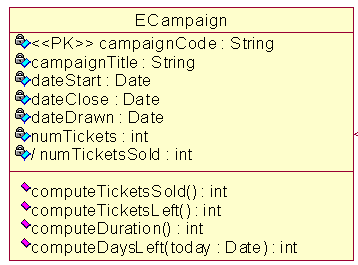 ECampaign
<<PK>> campaignCode : String
campaignTitle : String
dateStart : Date
dateClose : Date
dateDrawn : Date
numTickets : int
/ numTicketsSold : int
computeTicketsSold() : int
computeTicketsLeft() : int
computeDuration() : int
computeDaysLeft(today : Date) : int